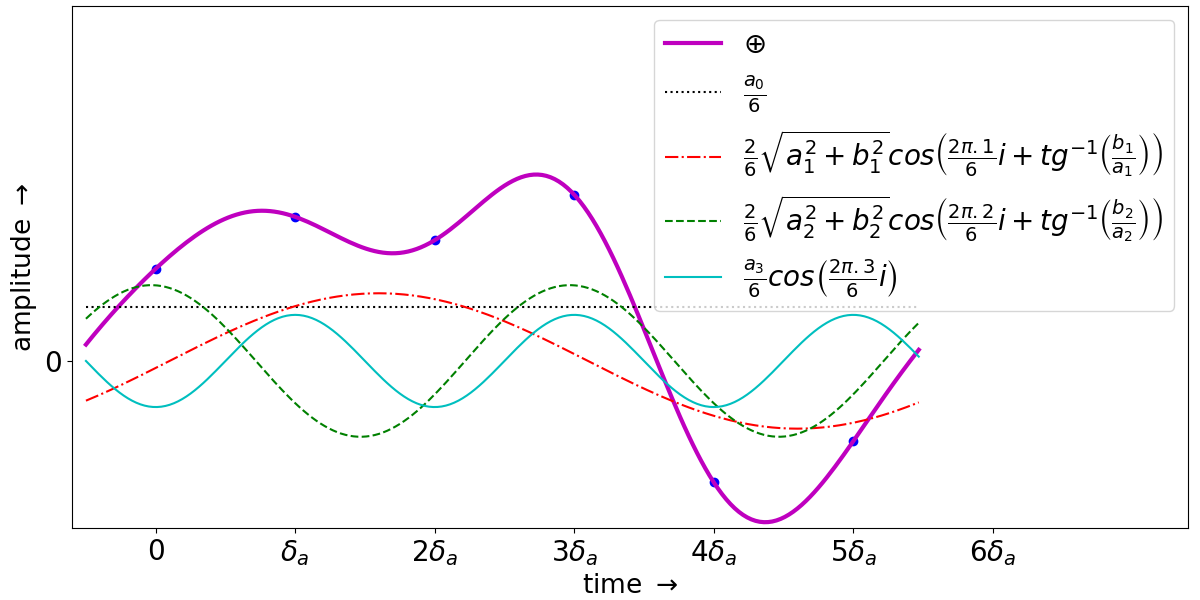 ⊕
a₀/6
2/6 √(a₁² + b₁²) cos(2π.1/6 i + tg⁻¹(b₁/a₁))
2/6 √(a₂² + b₂²) cos(2π.2/6 i + tg⁻¹(b₂/a₂))
a₃/6 cos(2π.3/6 i)
amplitude →
0
0 δₐ 2δₐ 3δₐ 4δₐ 5δₐ 6δₐ
time →